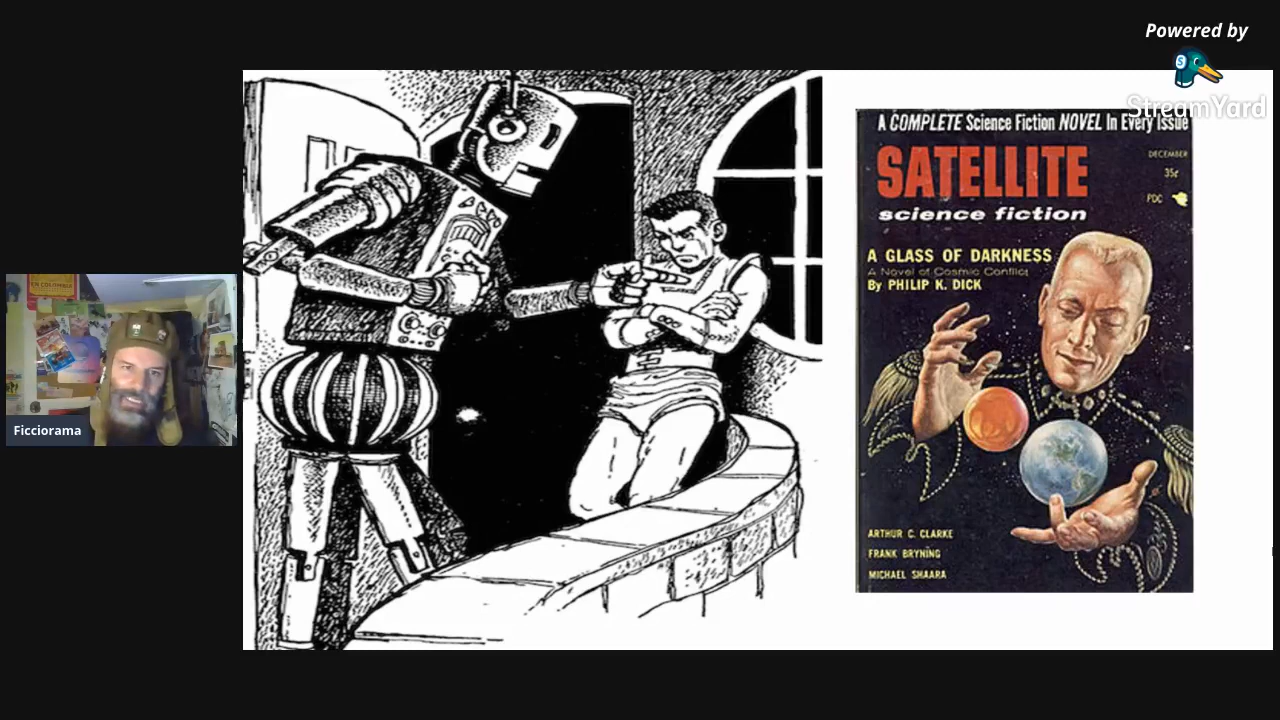 Powered by
StreamYard
A COMPLETE Science Fiction NOVEL In Every Issue
SATELLITE
science fiction
DECEMBER
35¢
PDC
A GLASS OF DARKNESS
A Novel of Cosmic Conflict
By PHILIP K. DICK
ARTHUR C. CLARKE
FRANK BRYNING
MICHAEL SHAARA
Ficciorama